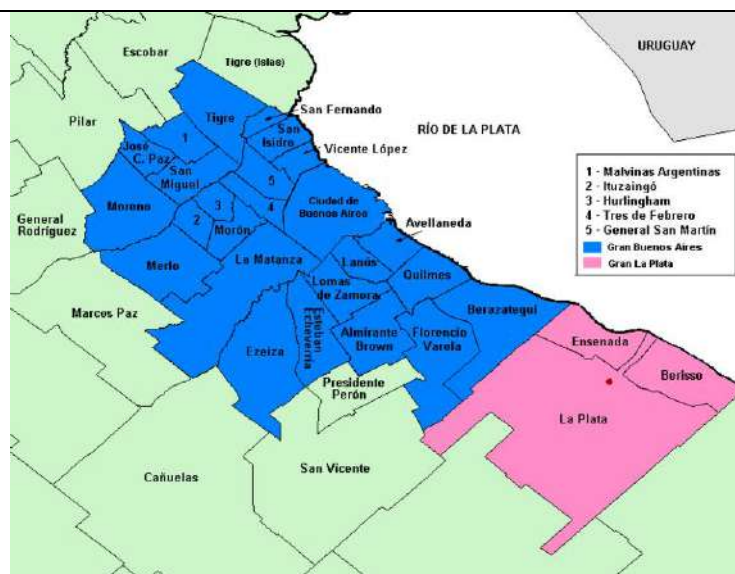 Escobar
Tigre (Islas)
URUGUAY
San Fernando
Pilar
Tigre
San
Isidro
RÍO DE LA PLATA
1
José
C. Paz
Vicente López
San
Miguel
5
1 - Malvinas Argentinas
2 - Ituzaingó
3 - Hurlingham
4 - Tres de Febrero
5 - General San Martín
Gran Buenos Aires
Gran La Plata
Moreno
3
4
2
Ciudad de
Buenos Aires
General
Rodríguez
Morón
Avellaneda
Merlo
La Matanza
Lanús
Quilmes
Lomas
de Zamora
Marcos Paz
Berazategui
Esteban
Echeverría
Almirante
Brown
Florencio
Varela
Ensenada
Ezeiza
Berisso
Presidente
Perón
La Plata
Cañuelas
San Vicente